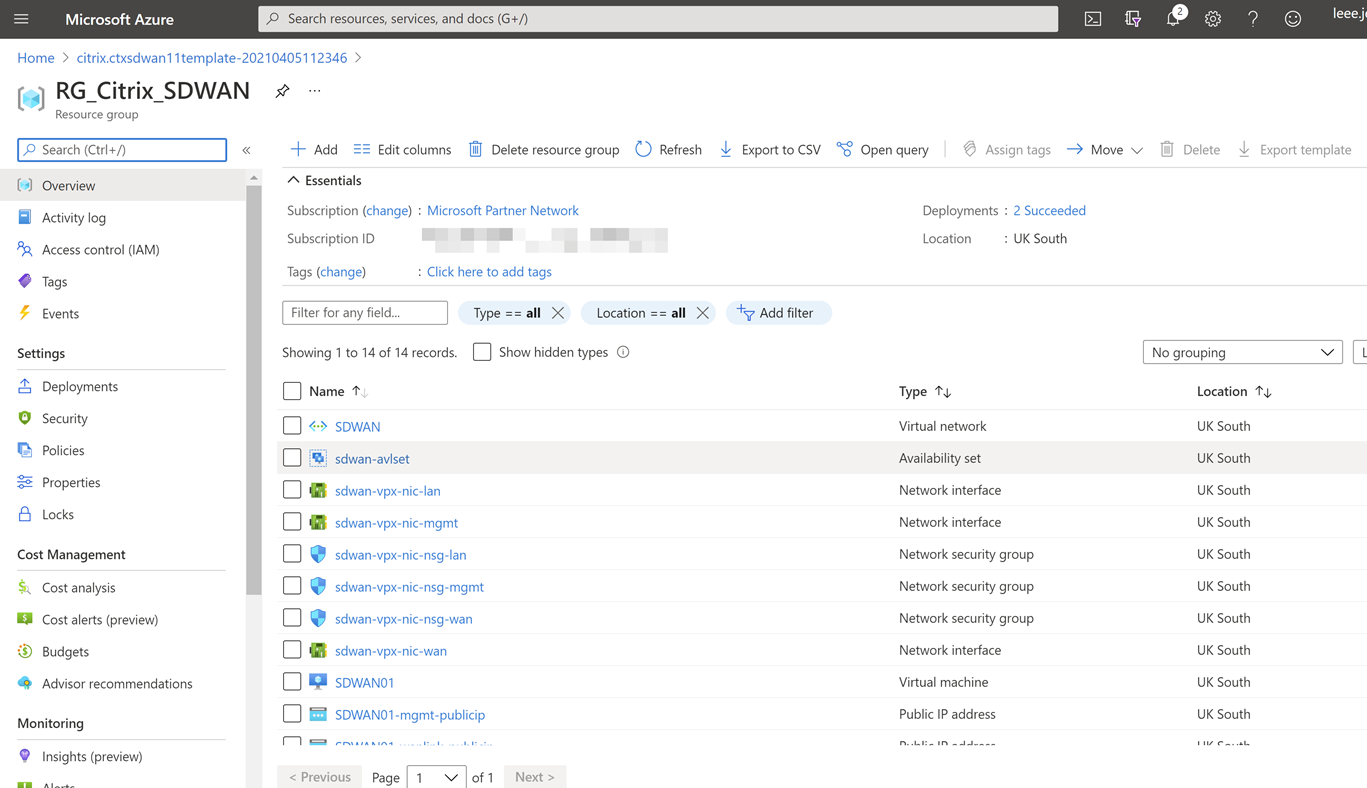 Microsoft Azure
Search resources, services, and docs (G+/)
2
Home > citrix.ctxsdwan11template-20210405112346 >
RG_Citrix_SDWAN
...
Resource group
Search (Ctrl+/)
«
Add
Edit columns
Delete resource group
Refresh
Export to CSV
Open query
Assign tags
Move
Delete
Export template
Overview
Activity log
Access control (IAM)
Tags
Events
Settings
Deployments
Security
Policies
Properties
Locks
Cost Management
Cost analysis
Cost alerts (preview)
Budgets
Advisor recommendations
Monitoring
Insights (preview)
Alerts
Essentials
Subscription (change) : Microsoft Partner Network
Deployments : 2 Succeeded
Subscription ID
Location : UK South
Tags (change) : Click here to add tags
Filter for any field...
Type == all
Location == all
Add filter
Showing 1 to 14 of 14 records.
Show hidden types
No grouping
Name Type Location
SDWAN Virtual network UK South
sdwan-avlset Availability set UK South
sdwan-vpx-nic-lan Network interface UK South
sdwan-vpx-nic-mgmt Network interface UK South
sdwan-vpx-nic-nsg-lan Network security group UK South
sdwan-vpx-nic-nsg-mgmt Network security group UK South
sdwan-vpx-nic-nsg-wan Network security group UK South
sdwan-vpx-nic-wan Network interface UK South
SDWAN01 Virtual machine UK South
SDWAN01-mgmt-publicip Public IP address UK South
SDWAN01-wanlink-publicip Public IP address UK South
< Previous Page 1 of 1 Next >